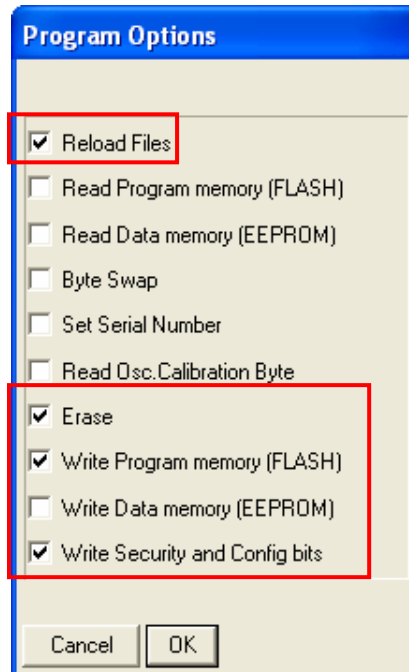 Program Options
Reload Files
Read Program memory (FLASH)
Read Data memory (EEPROM)
Byte Swap
Set Serial Number
Read Osc.Calibration Byte
Erase
Write Program memory (FLASH)
Write Data memory (EEPROM)
Write Security and Config bits
Cancel OK